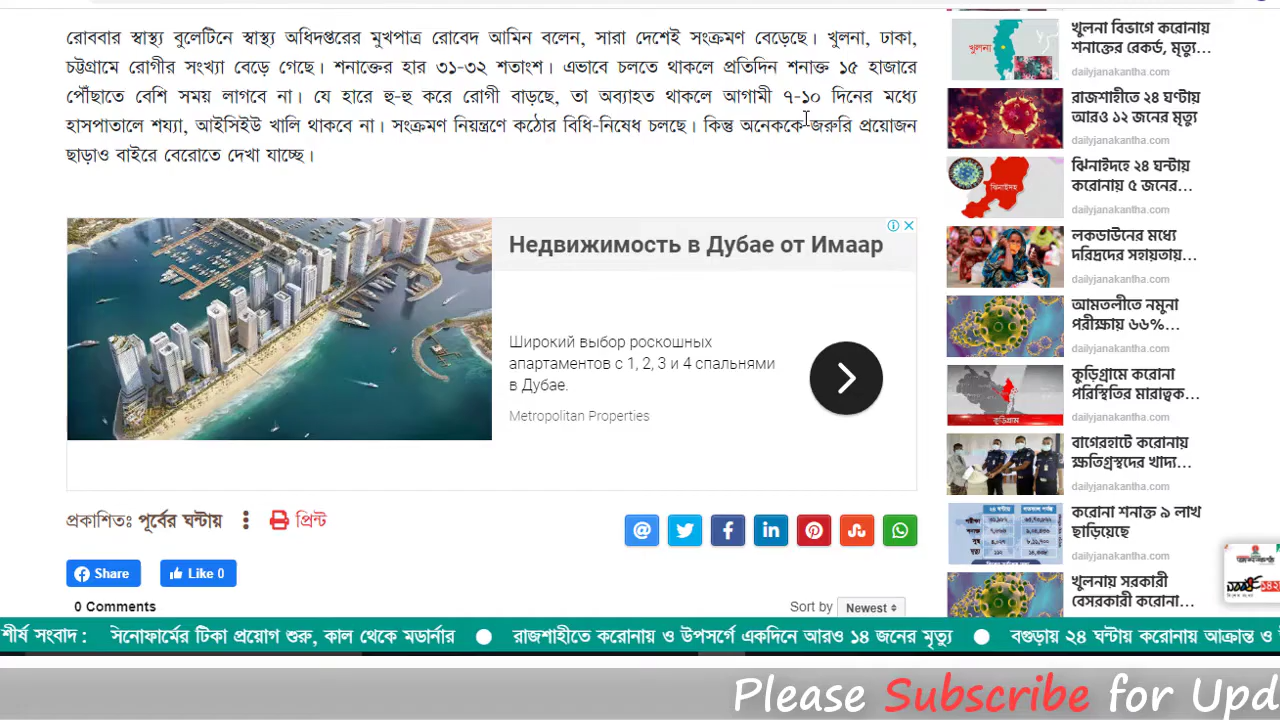 রোববার স্বাস্থ্য বুলেটিনে স্বাস্থ্য অধিদপ্তরের মুখপাত্র রোবেদ আমিন বলেন, সারা দেশেই সংক্রমণ বেড়েছে। খুলনা, ঢাকা,
চট্টগ্রামে রোগীর সংখ্যা বেড়ে গেছে। শনাক্তের হার ৩১-৩২ শতাংশ। এভাবে চলতে থাকলে প্রতিদিন শনাক্ত ১৫ হাজারে
পৌঁছাতে বেশি সময় লাগবে না। যেভাবে হু-হু করে রোগী বাড়ছে, তা অব্যাহত থাকলে আগামী ৭-১০ দিনের মধ্যে
হাসপাতালে শয্যা, আইসিইউ খালি থাকবে না। সংক্রমণ নিয়ন্ত্রণে কঠোর বিধি-নিষেধ চলছে। কিন্তু অনেককে জরুরি প্রয়োজন
ছাড়াও বাইরে বেরোতে দেখা যাচ্ছে।
Недвижимость в Дубае от Имаар
Широкий выбор роскошных
апартаментов с 1, 2, 3 и 4 спальнями
в Дубае.
Metropolitan Properties
প্রকাশিতঃ পূর্বের ঘন্টায় প্রিন্ট
Share Like 0
0 Comments Sort by Newest
খুলনা বিভাগে করোনায়
শনাক্তের রেকর্ড, মৃত্যু...
dailyjanakantha.com
খুলনা
রাজশাহীতে ২৪ ঘণ্টায়
আরও ১২ জনের মৃত্যু
dailyjanakantha.com
ঝিনাইদহে ২৪ ঘন্টায়
করোনায় ৫ জনের...
dailyjanakantha.com
ঝিনাইদহ
লকডাউনের মধ্যে
দরিদ্রদের সহায়তায়...
dailyjanakantha.com
আমতলীতে নমুনা
পরীক্ষায় ৬৬%...
dailyjanakantha.com
কুড়িগ্রামে করোনা
পরিস্থিতির মারাত্বক...
dailyjanakantha.com
কুড়িগ্রাম
বাগেরহাটে করোনায়
ক্ষতিগ্রস্থদের খাদ্য...
dailyjanakantha.com
করোনা শনাক্ত ৯ লাখ
ছাড়িয়েছে
dailyjanakantha.com
খুলনায় সরকারী
বেসরকারী করোনা...
শীর্ষ সংবাদ : ঈনোফার্মের টিকা প্রয়োগ শুরু, কাল থেকে মডার্নার ● রাজশাহীতে করোনায় ও উপসর্গে একদিনে আরও ১৪ জনের মৃত্যু ● বগুড়ায় ২৪ ঘন্টায় করোনায় আক্রান্ত ও
Please Subscribe for Upd